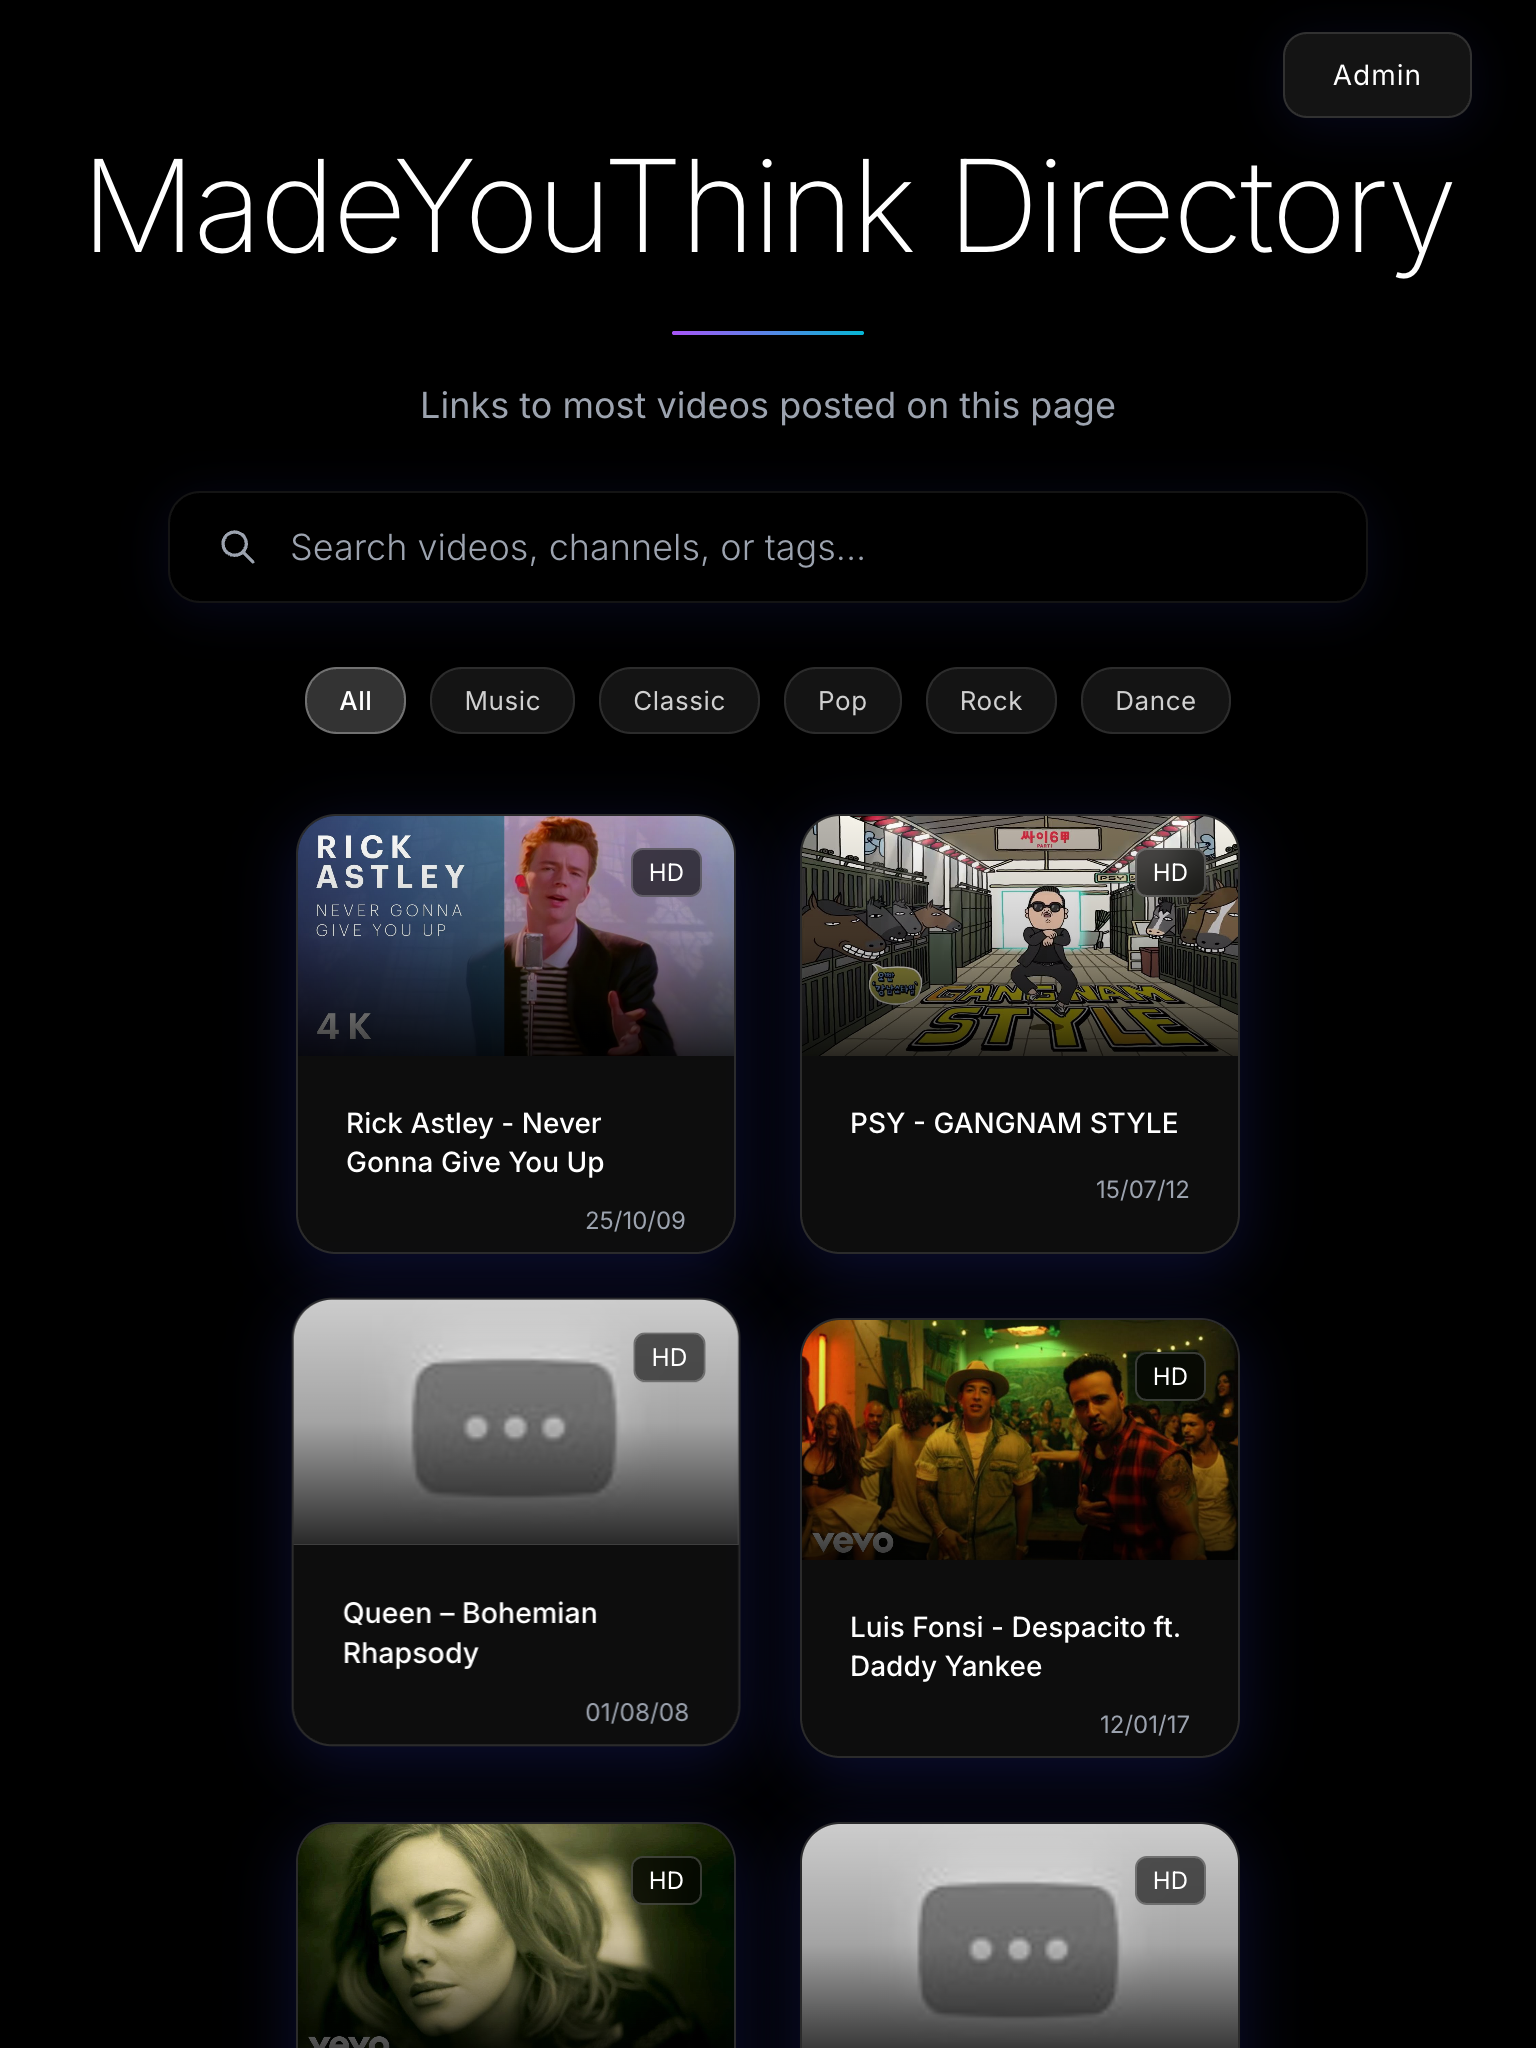 Admin
MadeYouThink Directory
Links to most videos posted on this page
Search videos, channels, or tags...
All
Music
Classic
Pop
Rock
Dance
RICK
ASTLEY
NEVER GONNA
GIVE YOU UP
4K
HD
Rick Astley - Never
Gonna Give You Up
25/10/09
싸이6甲
PART1
PSY
HD
GANGNAM
STYLE
PSY - GANGNAM STYLE
15/07/12
HD
Queen – Bohemian
Rhapsody
01/08/08
HD
vevo
Luis Fonsi - Despacito ft.
Daddy Yankee
12/01/17
HD
vevo
HD